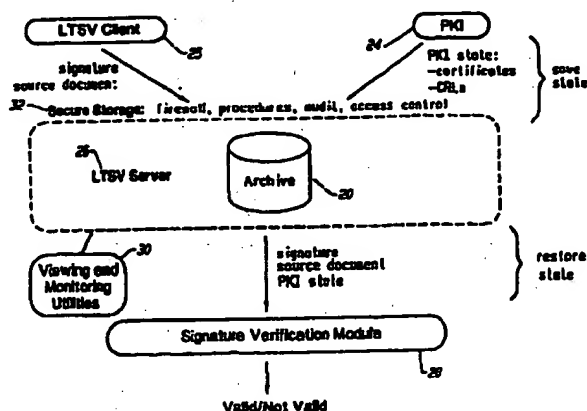 LTSV Client
25
PKI
24
signature
source document:
PKI state:
-certificates
-CRLs
save
state
32
Secure Storage: firewall, procedures, audit, access control
26
LTSV Server
Archive
20
30
Viewing and
Monitoring
Utilities
signature
source document
PKI state
restore
state
Signature Verification Module
28
Valid/Not Valid